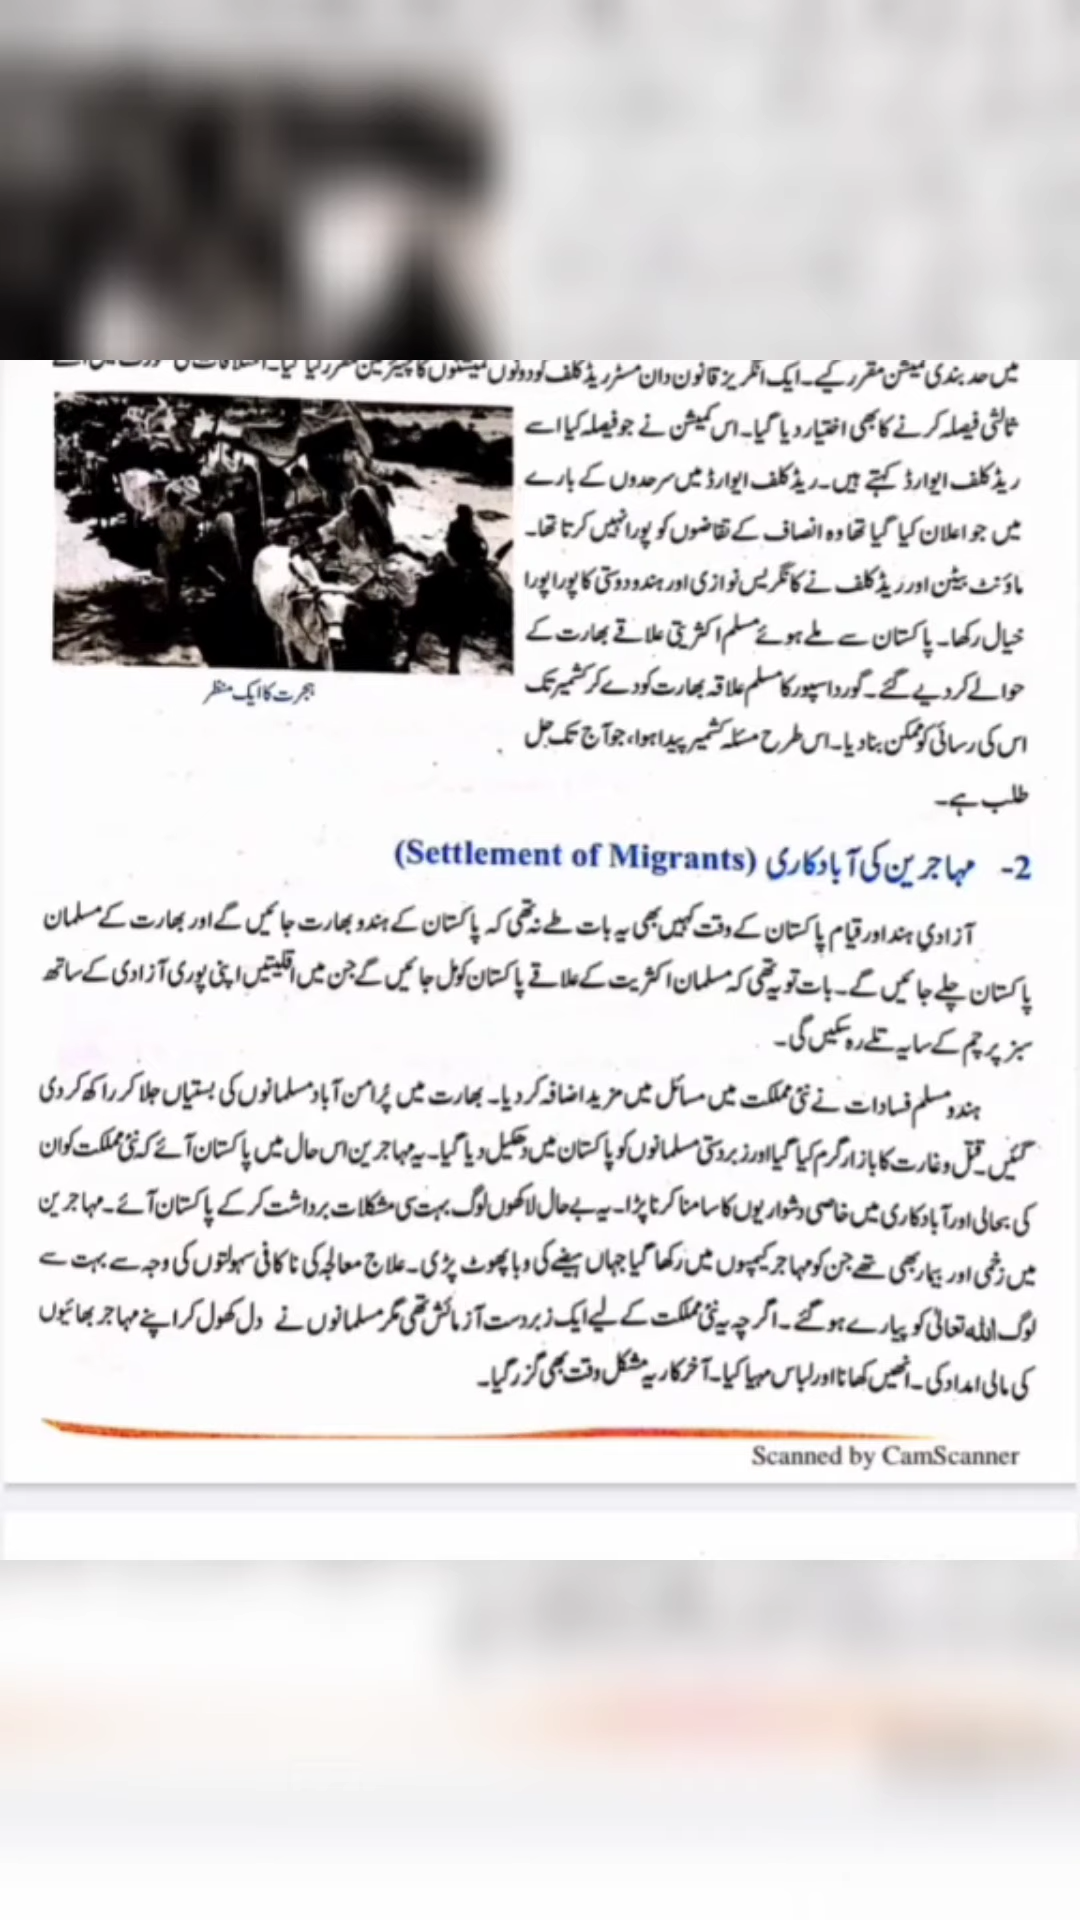 میں حد بندی کمیشن مقرر کیے۔ ایک انگریز قانون دان مسٹر ریڈ کلف کو دونوں کمیشنوں کا چیئرمین مقرر کیا گیا۔
ثالثی فیصلہ کرنے کا بھی اختیار دیا گیا۔ اس کمیشن نے جو فیصلہ کیا اسے
ریڈ کلف ایوارڈ کہتے ہیں۔ ریڈ کلف ایوارڈ میں سرحدوں کے بارے
میں جو اعلان کیا گیا تھا وہ انصاف کے تقاضوں کو پورا نہیں کرتا تھا۔
ماؤنٹ بیٹن اور ریڈ کلف نے کانگریس نوازی اور ہندو دوستی کا پورا پورا
خیال رکھا۔ پاکستان سے ملے ہوئے مسلم اکثریتی علاقے بھارت کے
حوالے کر دیے گئے۔ گورداسپور کا مسلم علاقہ بھارت کو دے کر کشمیر تک
اس کی رسائی کو ممکن بنا دیا۔ اس طرح مسئلہ کشمیر پیدا ہوا، جو آج تک حل
طلب ہے۔
ہجرت کا ایک منظر
2- مہاجرین کی آبادکاری (Settlement of Migrants)
آزادیِ ہند اور قیام پاکستان کے وقت کہیں بھی یہ بات طے نہ تھی کہ پاکستان کے ہندو بھارت جائیں گے اور بھارت کے مسلمان
پاکستان چلے جائیں گے۔ بات تو یہ تھی کہ مسلمان اکثریت کے علاقے پاکستان کو مل جائیں گے جن میں اقلیتیں اپنی پوری آزادی کے ساتھ
سبز پرچم کے سایہ تلے رہ سکیں گی۔
ہندو مسلم فسادات نے نئی مملکت میں مسائل میں مزید اضافہ کر دیا۔ بھارت میں پُرامن آباد مسلمانوں کی بستیاں جلا کر راکھ کر دی
گئیں۔ قتل و غارت کا بازار گرم کیا گیا اور زبردستی مسلمانوں کو پاکستان میں دھکیل دیا گیا۔ یہ مہاجرین اس حال میں پاکستان آئے کہ نئی مملکت کو ان
کی بحالی اور آبادکاری میں خاصی دشواریوں کا سامنا کرنا پڑا۔ یہ بے حال لاکھوں لوگ بہت سی مشکلات برداشت کر کے پاکستان آئے۔ مہاجرین
میں زخمی اور بیمار بھی تھے جن کو مہاجر کیمپوں میں رکھا گیا جہاں ہیضے کی وبا پھوٹ پڑی۔ علاج معالجہ کی ناکافی سہولتوں کی وجہ سے بہت سے
لوگ اللہ تعالیٰ کو پیارے ہو گئے۔ اگرچہ یہ نئی مملکت کے لیے ایک زبردست آزمائش تھی مگر مسلمانوں نے دل کھول کر اپنے مہاجر بھائیوں
کی مالی امداد کی۔ انھیں کھانا اور لباس مہیا کیا۔ آخر کار یہ مشکل وقت بھی گزر گیا۔
Scanned by CamScanner